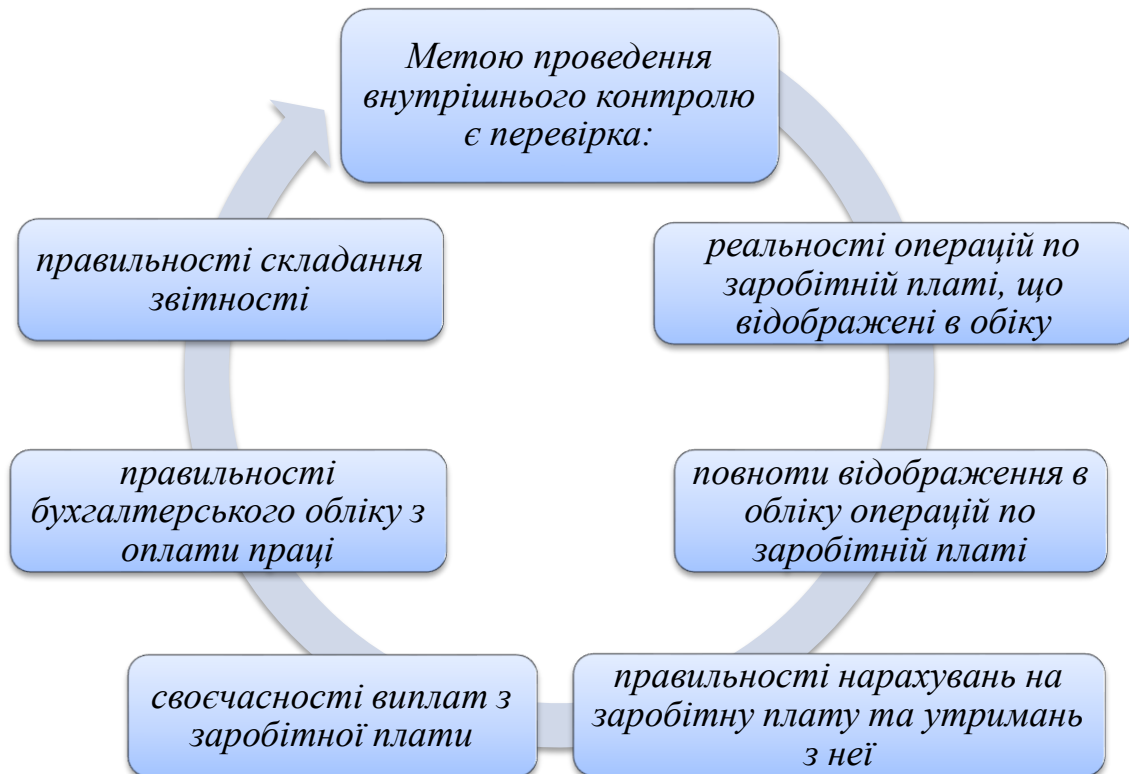 Метою проведення
внутрішнього контролю
є перевірка:
реальності операцій по
заробітній платі, що
відображені в обіку
повноти відображення в
обліку операцій по
заробітній платі
правильності нарахувань на
заробітну плату та утримань
з неї
своєчасності виплат з
заробітної плати
правильності
бухгалтерського обліку з
оплати праці
правильності складання
звітності